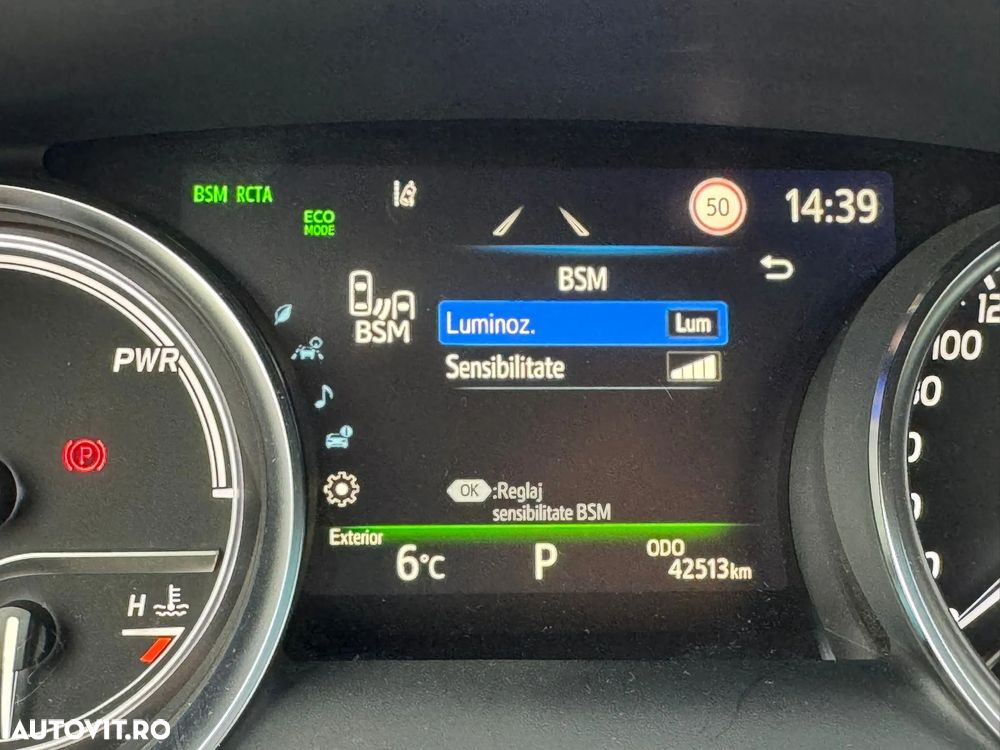 BSM RCTA
ECO
MODE
50
14:39
BSM
BSM
Luminoz.
Lum
Sensibilitate
PWR
P
OK :Reglaj
sensibilitate BSM
Exterior
6°C
P
ODO
42513km
H
100
AUTOVIT.RO